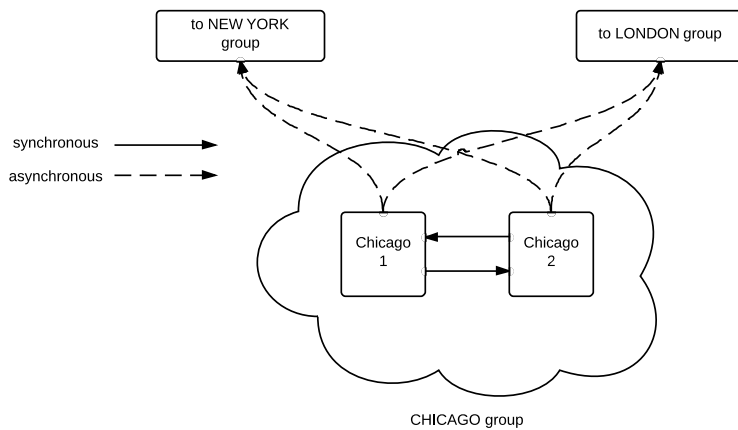 to NEW YORK
group
to LONDON group
synchronous
asynchronous
Chicago
1
Chicago
2
CHICAGO group